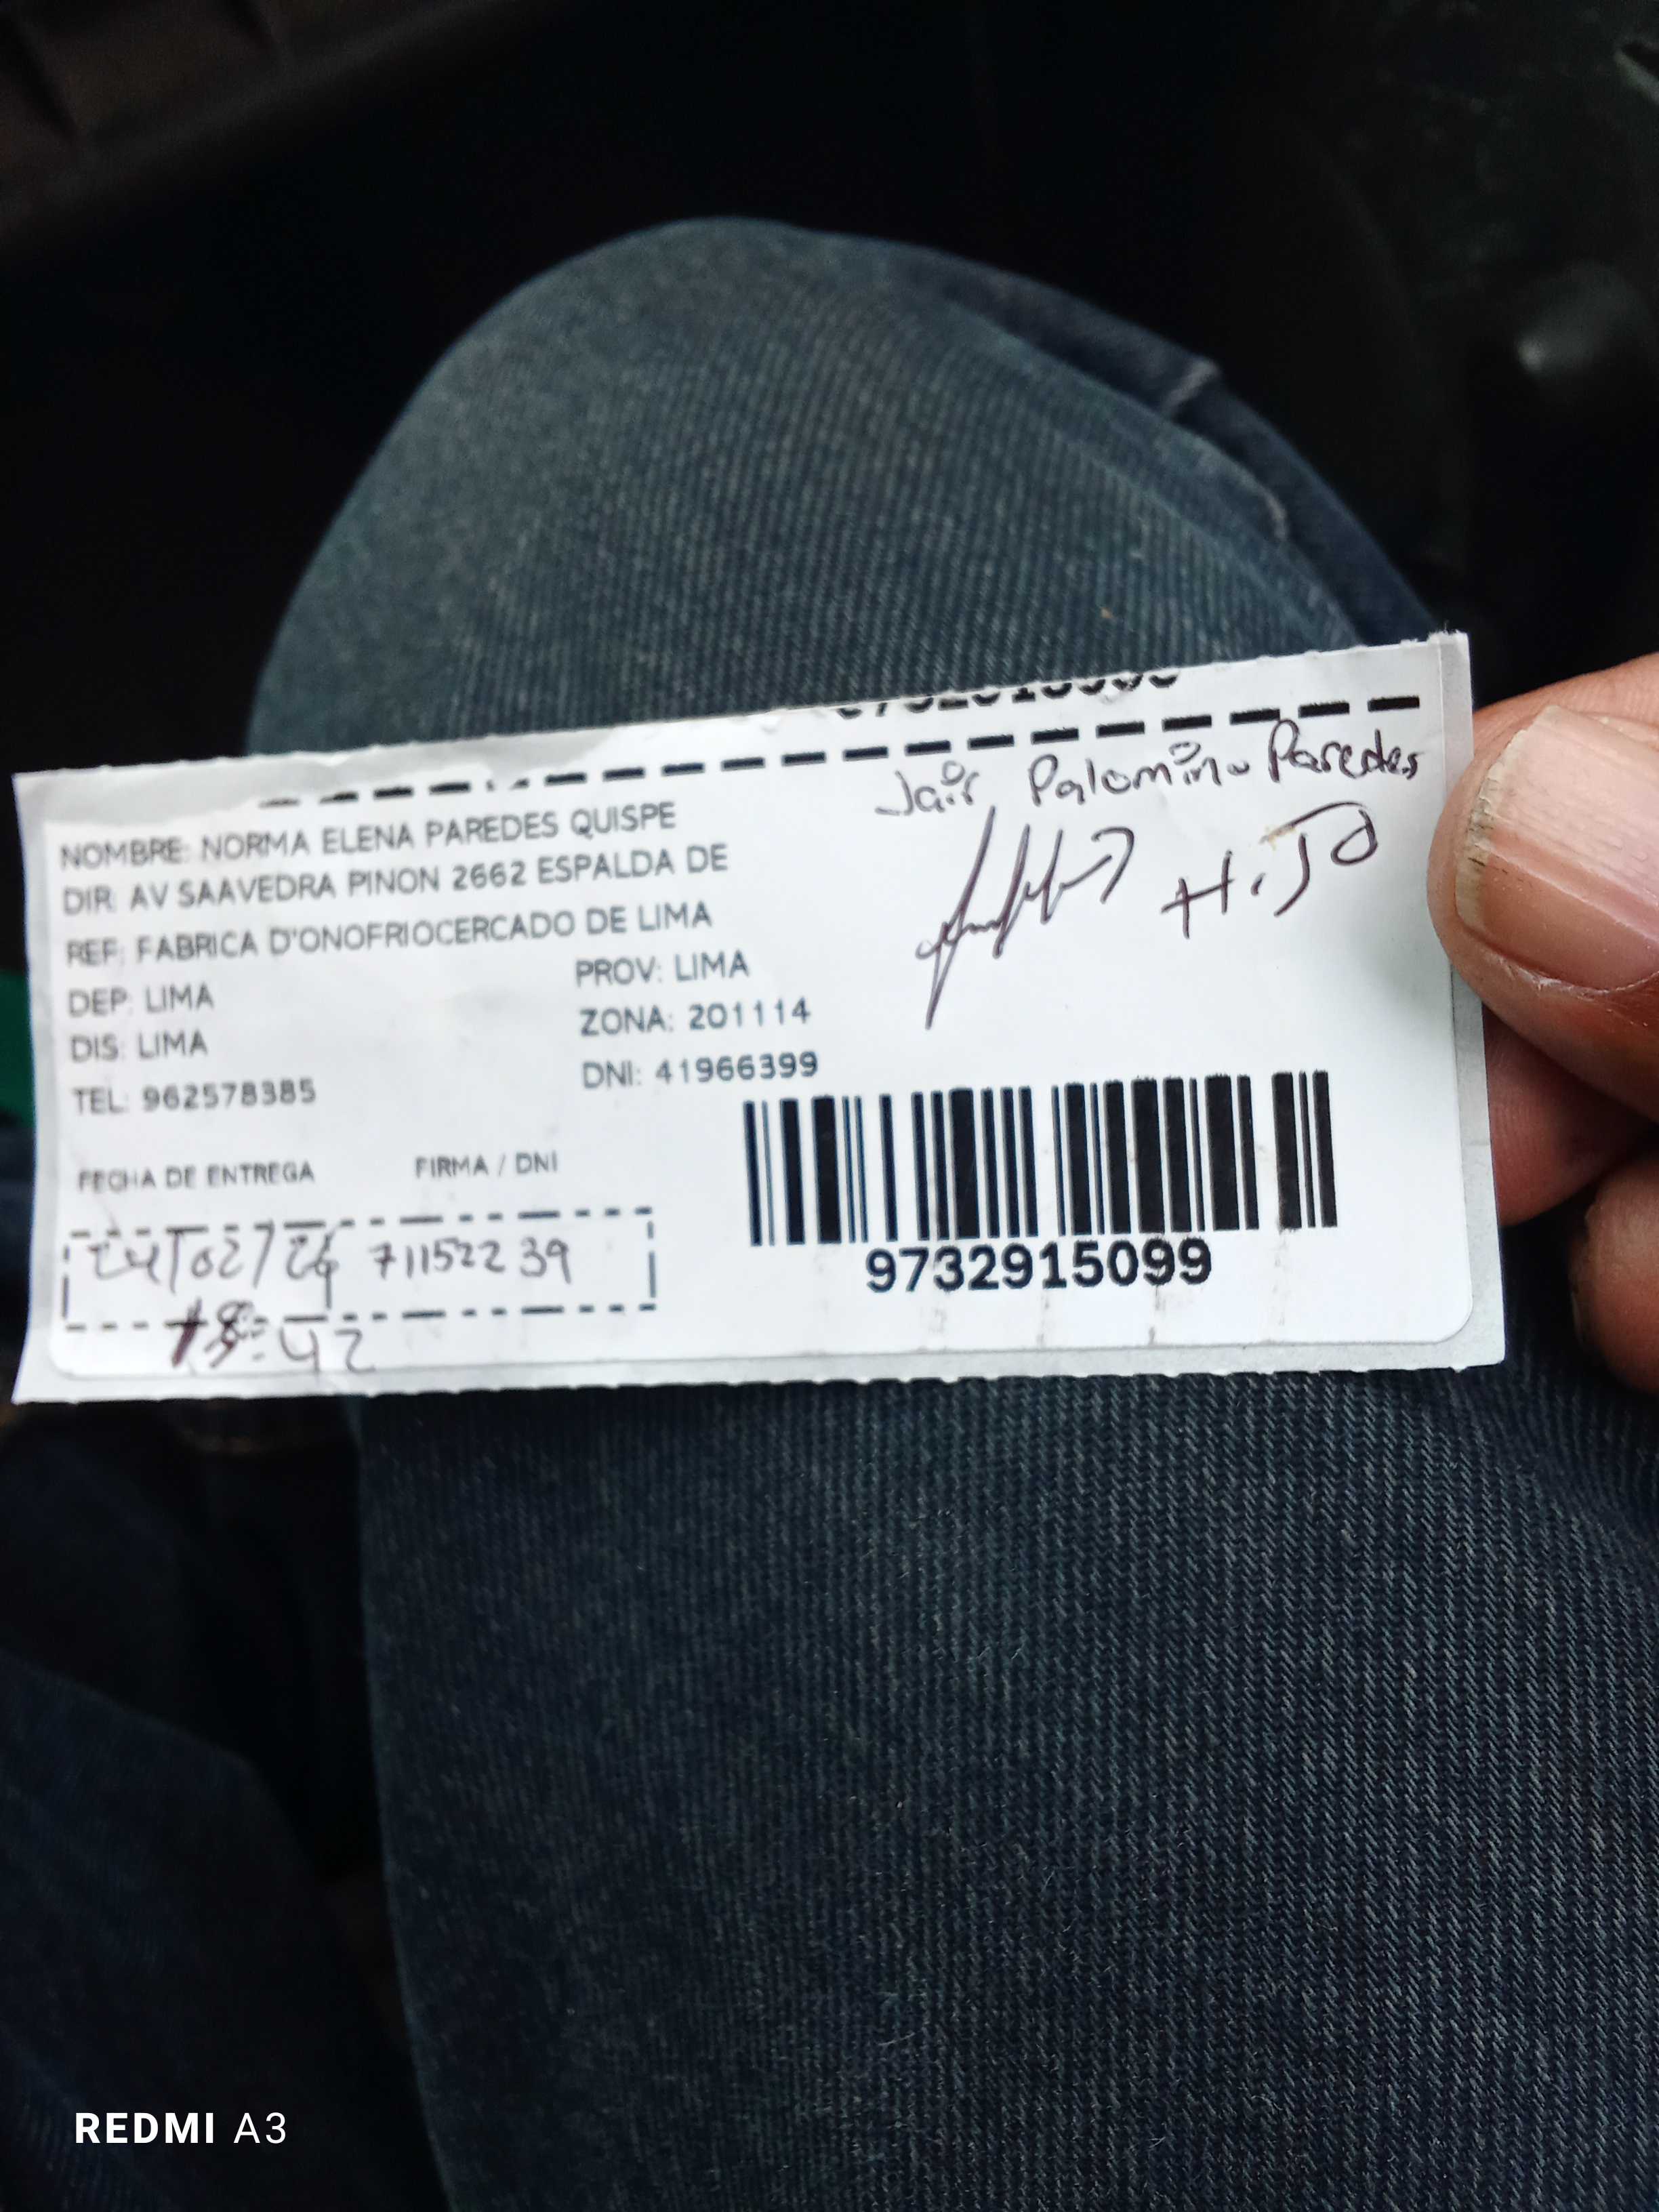 Jair Palomino Paredes
Hijo
NOMBRE: NORMA ELENA PAREDES QUISPE
DIR: AV SAAVEDRA PINON 2662 ESPALDA DE
REF: FABRICA D'ONOFRIOCERCADO DE LIMA
DEP: LIMA PROV: LIMA
DIS: LIMA ZONA: 201114
TEL: 962578385 DNI: 41966399
FECHA DE ENTREGA FIRMA / DNI
24/02/26 71152239
9732915099
REDMI A3